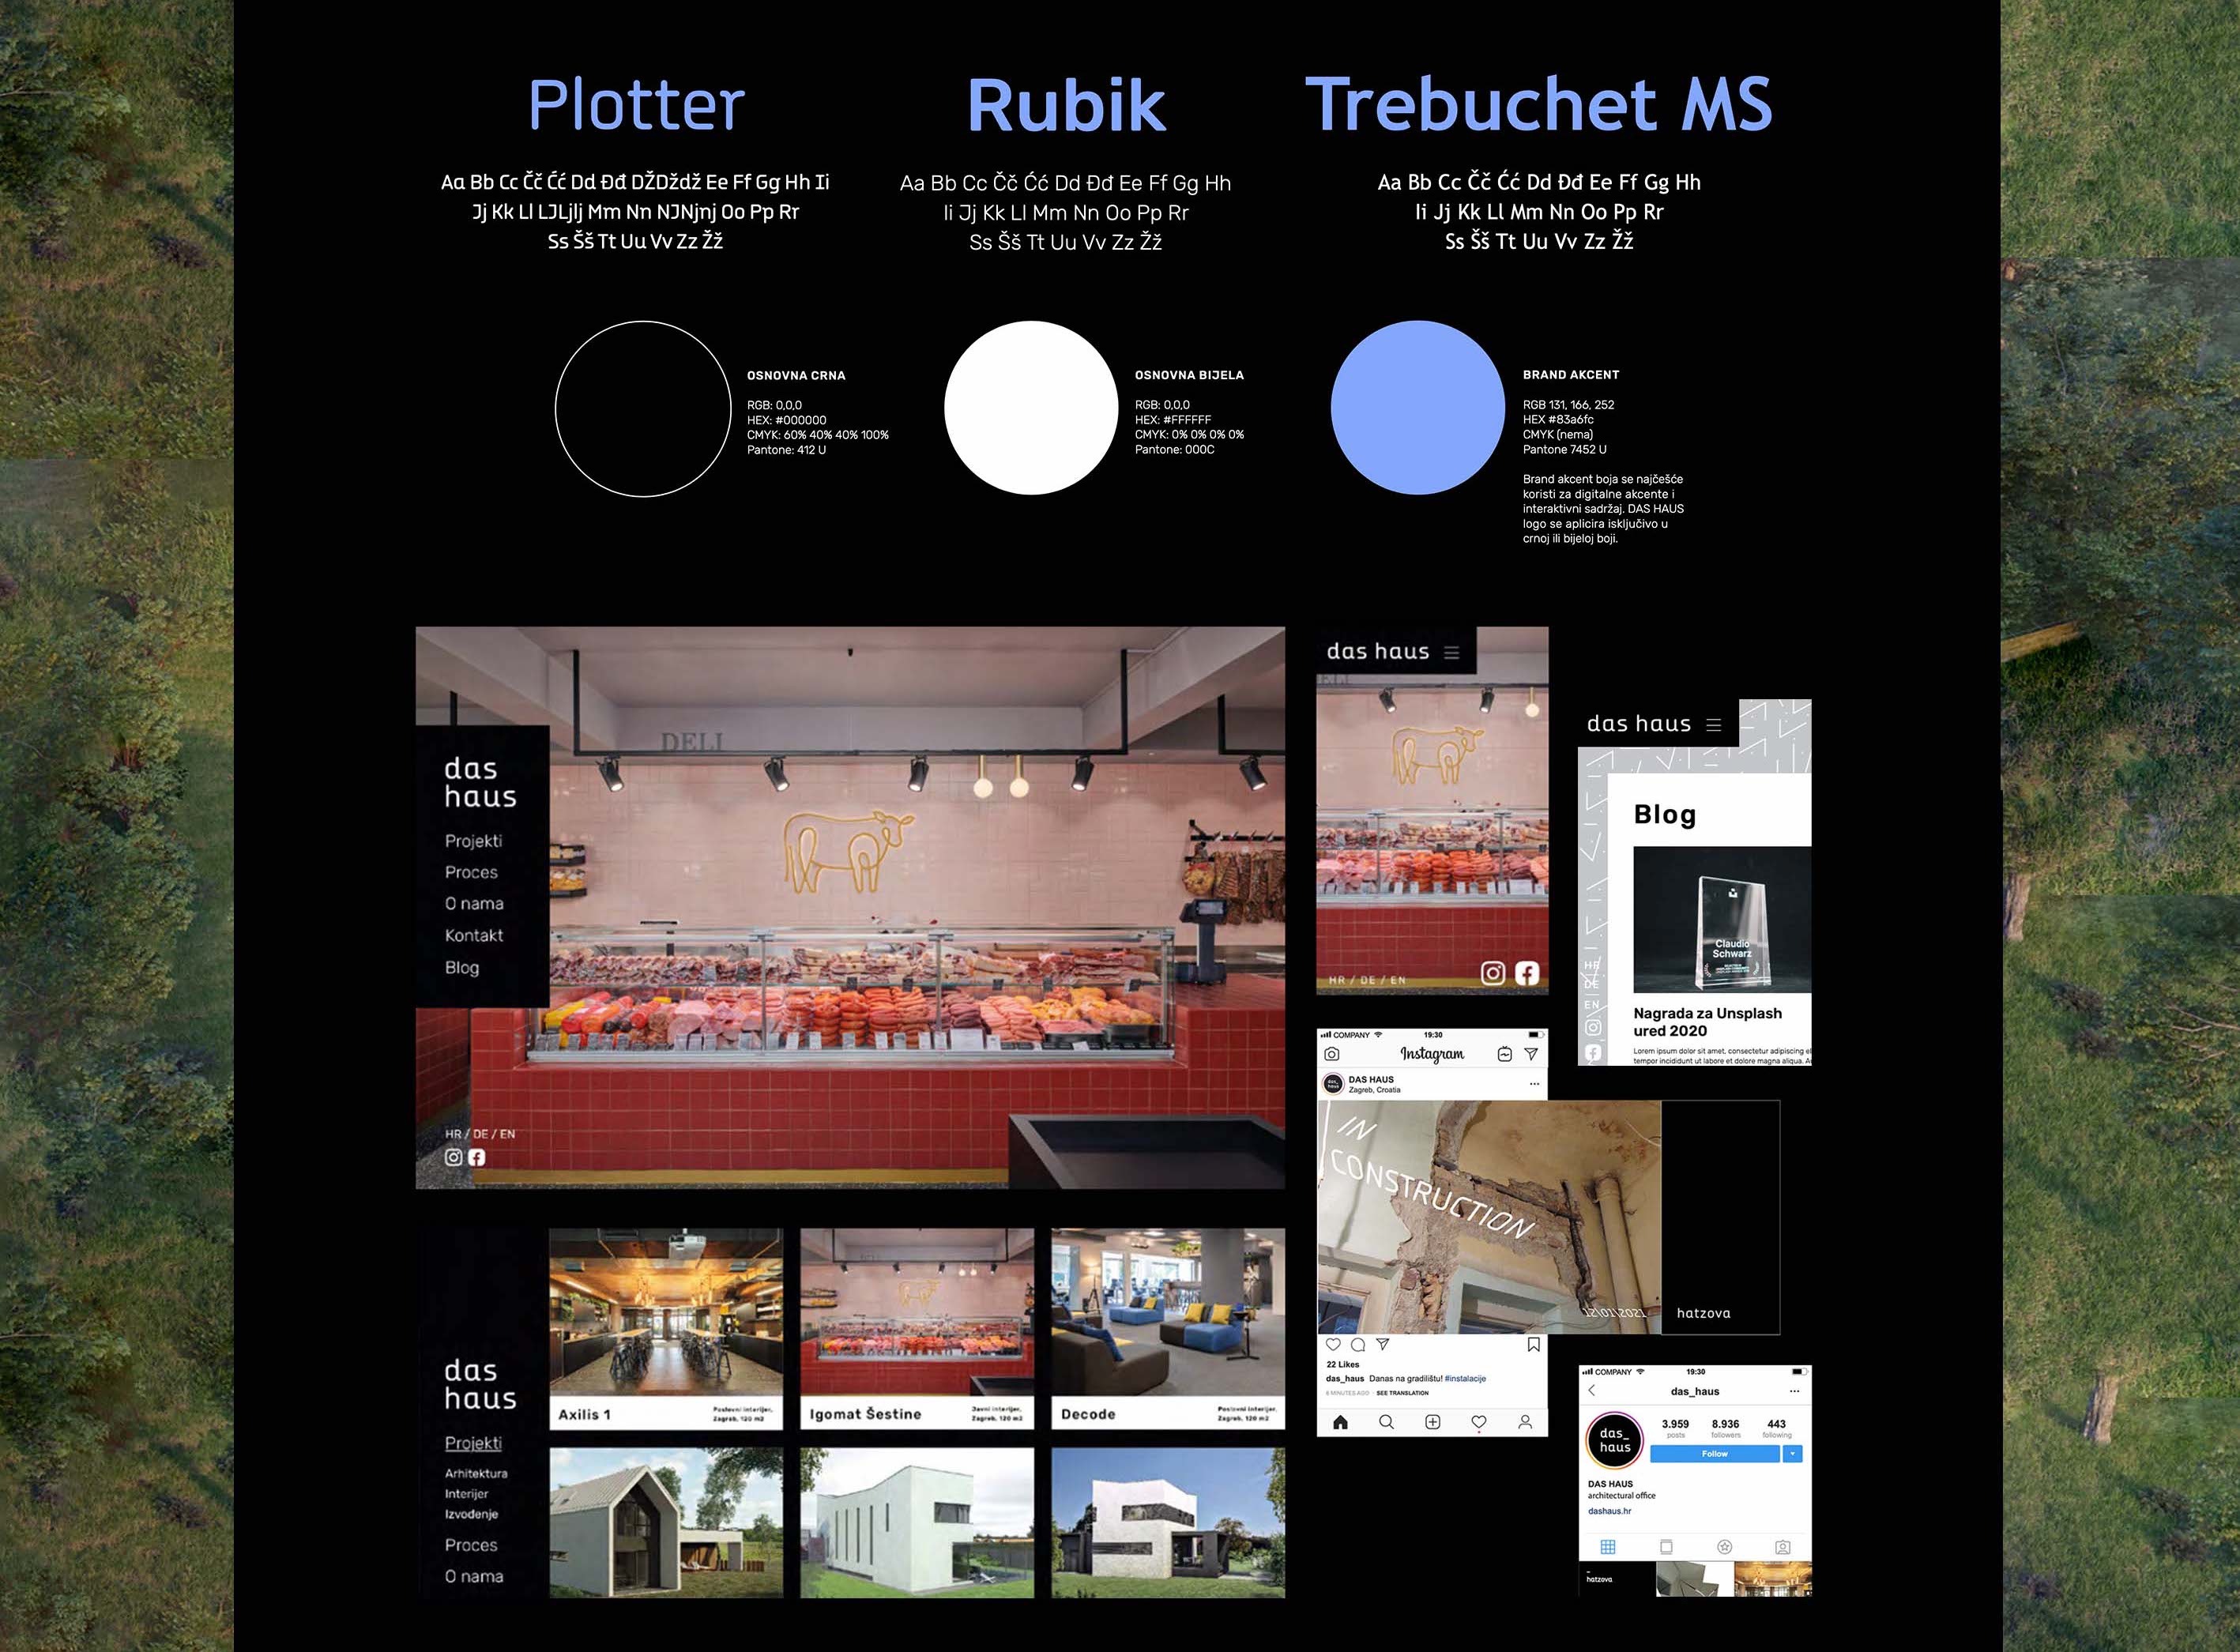 Plotter
Aa Bb Cc Čč Ćć Dd Đđ DŽDždž Ee Ff Gg Hh Ii
Jj Kk Ll LJLjlj Mm Nn NJNjnj Oo Pp Rr
Ss Šš Tt Uu Vv Zz Žž
Rubik
Aa Bb Cc Čč Ćć Dd Đđ Ee Ff Gg Hh
Ii Jj Kk Ll Mm Nn Oo Pp Rr
Ss Šš Tt Uu Vv Zz Žž
Trebuchet MS
Aa Bb Cc Čč Ćć Dd Đđ Ee Ff Gg Hh
Ii Jj Kk Ll Mm Nn Oo Pp Rr
Ss Šš Tt Uu Vv Zz Žž
OSNOVNA CRNA
RGB: 0,0,0
HEX: #000000
CMYK: 60% 40% 40% 100%
Pantone: 412 U
OSNOVNA BIJELA
RGB: 0,0,0
HEX: #FFFFFF
CMYK: 0% 0% 0% 0%
Pantone: 000C
BRAND AKCENT
RGB 131, 166, 252
HEX #83a6fc
CMYK (nema)
Pantone 7452 U
Brand akcent boja se najčešće
koristi za digitalne akcente i
interaktivni sadržaj. DAS HAUS
logo se aplicira isključivo u
crnoj ili bijeloj boji.
DELI
das
haus
Projekti
Proces
O nama
Kontakt
Blog
HR / DE / EN
das haus
HR / DE / EN
das haus
Blog
Claudio
Schwarz
HR
DE
EN
Nagrada za Unsplash
ured 2020
Lorem ipsum dolor sit amet, consectetur adipiscing el
tempor incididunt ut labore et dolore magna aliqua.
COMPANY
19:30
Instagram
das_
haus
DAS HAUS
Zagreb, Croatia
IN
CONSTRUCTION
12\01\2021
hatzova
22 Likes
das_haus Danas na gradilištu! #instalacije
6 MINUTES AGO · SEE TRANSLATION
das
haus
Projekti
Arhitektura
Interijer
Izvođenje
Proces
O nama
Axilis 1
Poslovni interijer,
Zagreb, 120 m2
Igomat Šestine
Javni interijer,
Zagreb, 120 m2
Decode
Poslovni interijer,
Zagreb, 120 m2
COMPANY
19:30
das_haus
das_
haus
3.959
posts
8.936
followers
443
following
Follow
DAS HAUS
architectural office
dashaus.hr
hatzova